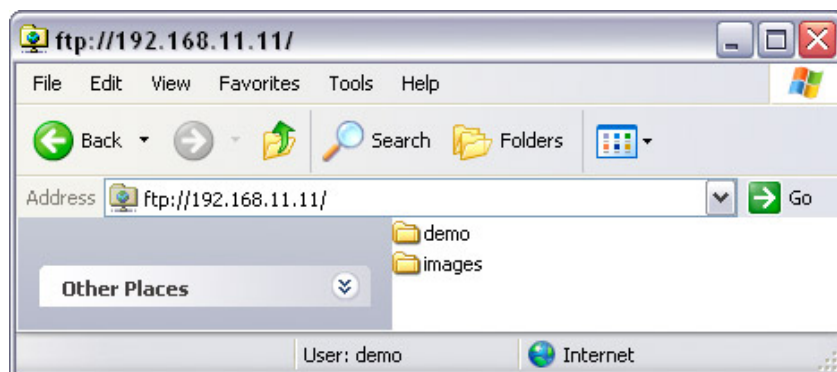 ftp://192.168.11.11/
File Edit View Favorites Tools Help
Back Search Folders
Address ftp://192.168.11.11/ Go
demo
images
Other Places
User: demo Internet